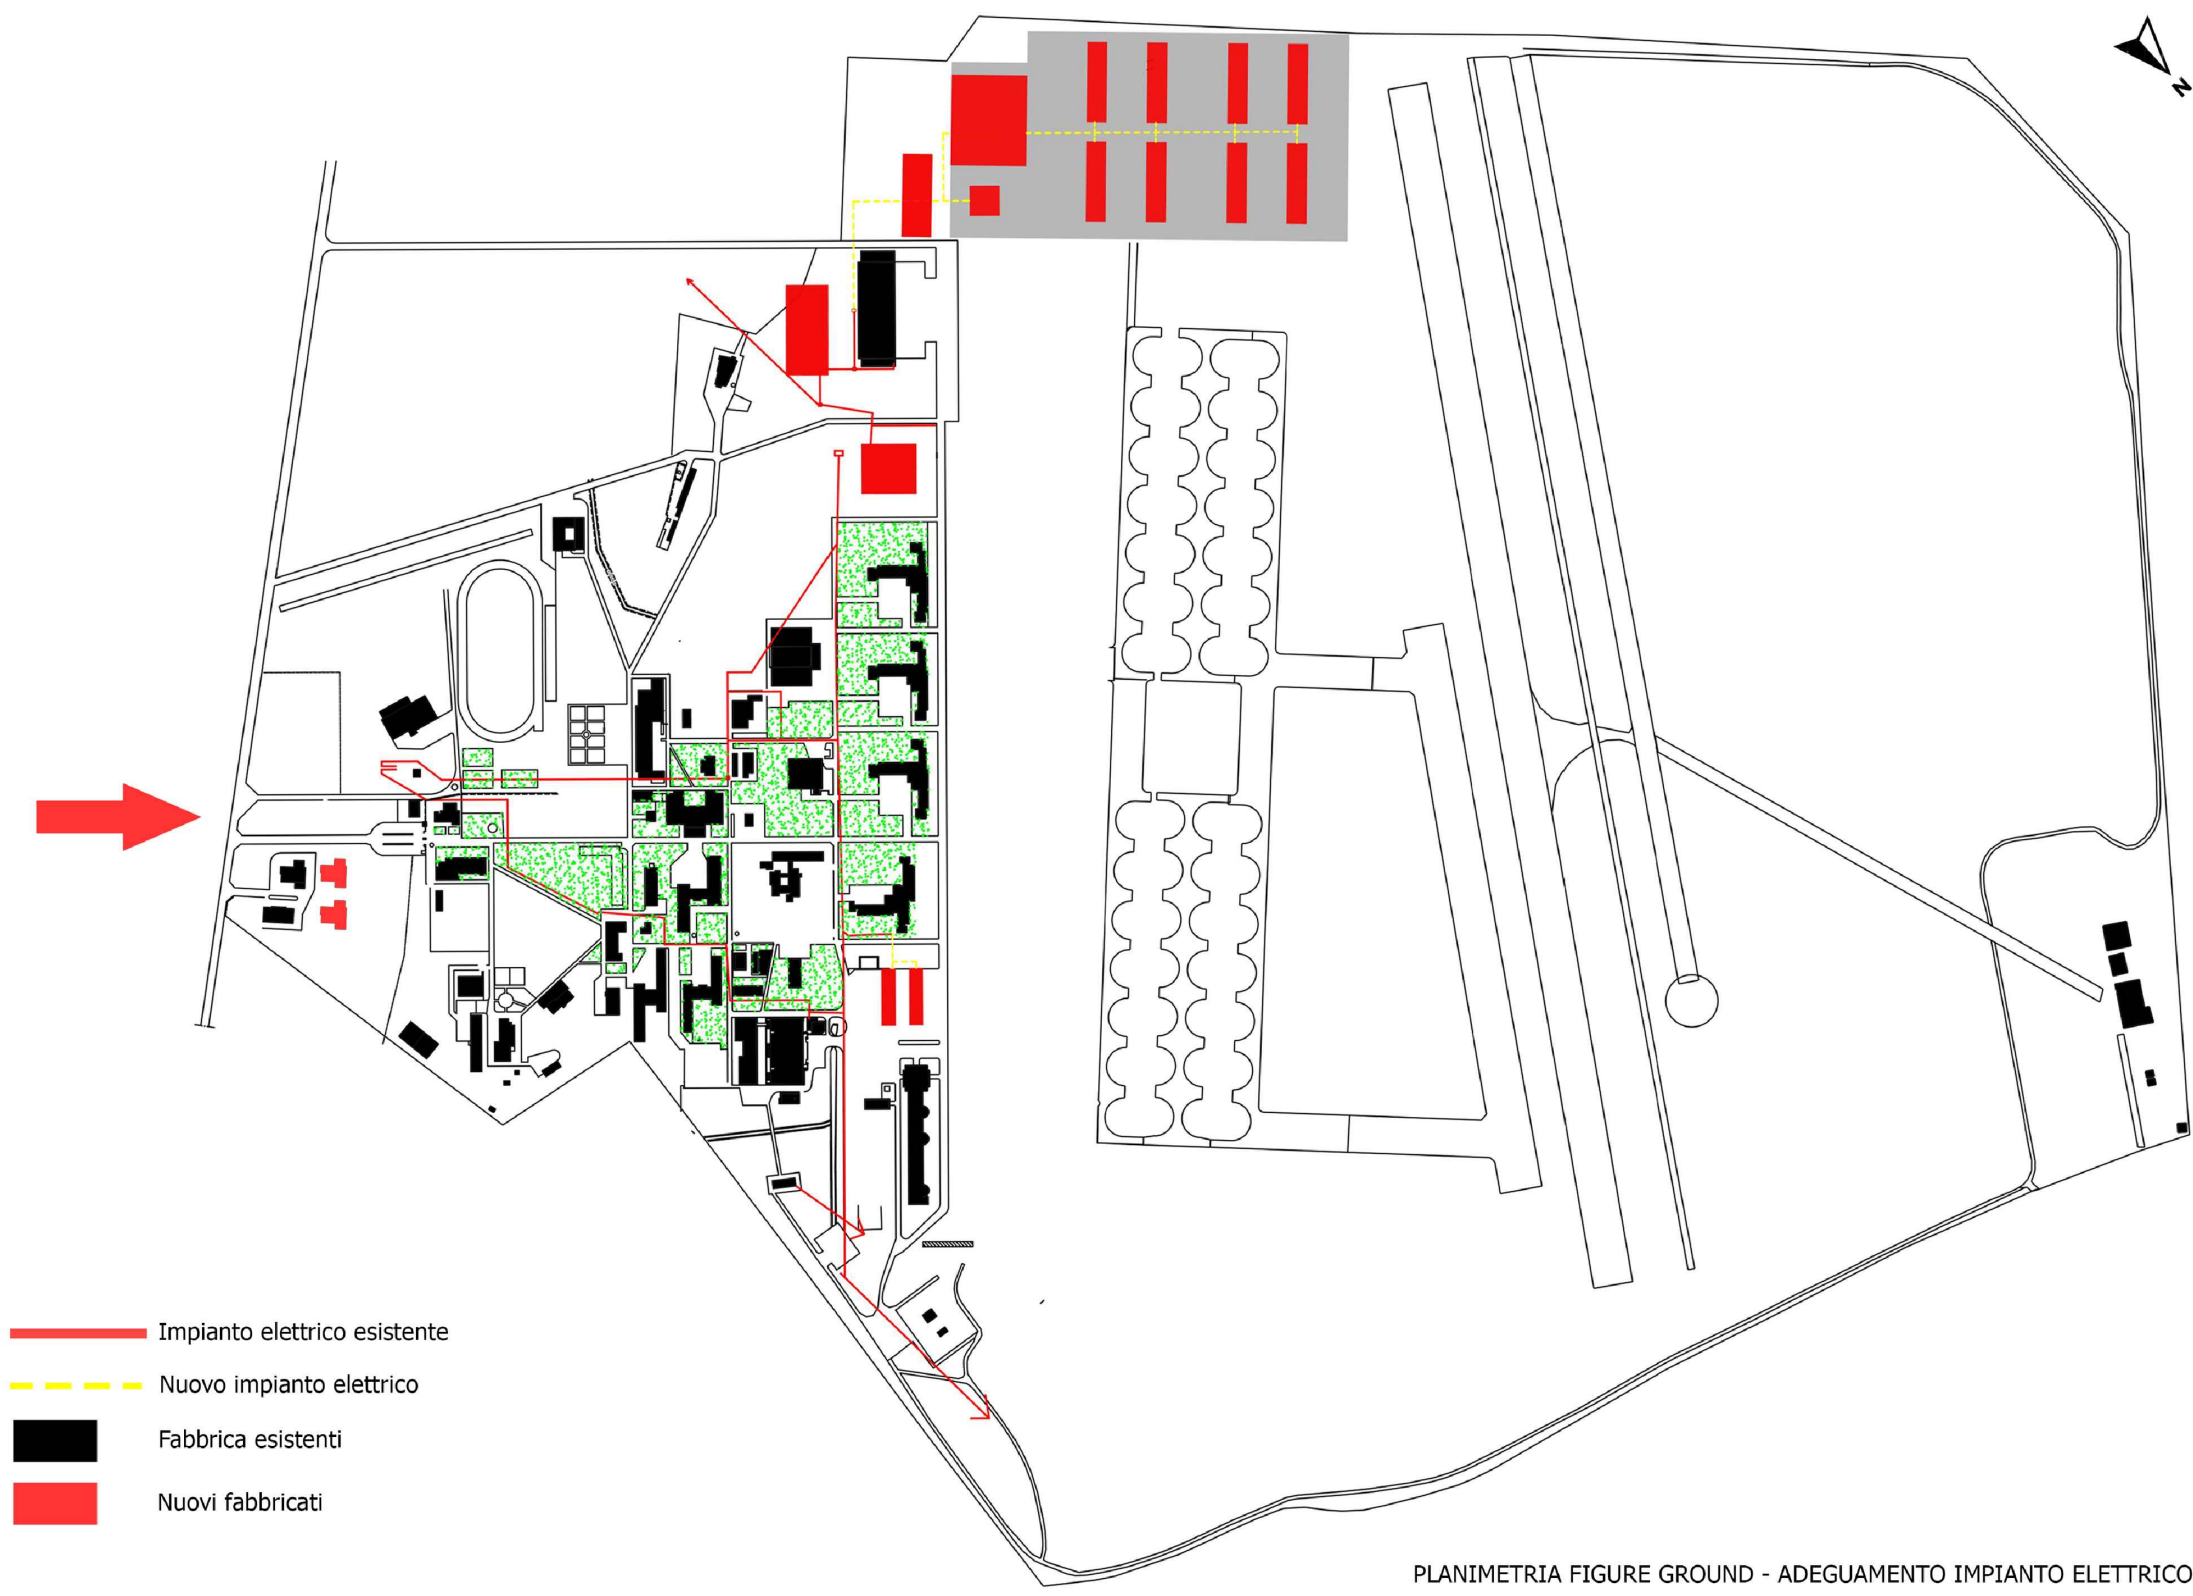 N
Impianto elettrico esistente
Nuovo impianto elettrico
Fabbrica esistenti
Nuovi fabbricati
PLANIMETRIA FIGURE GROUND - ADEGUAMENTO IMPIANTO ELETTRICO